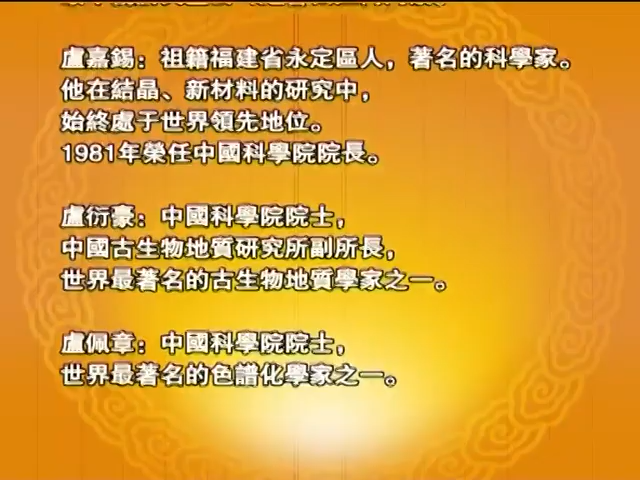 盧嘉錫：祖籍福建省永定區人，著名的科學家。
他在結晶、新材料的研究中，
始終處于世界領先地位。
1981年榮任中國科學院院長。
盧衍豪：中國科學院院士，
中國古生物地質研究所副所長，
世界最著名的古生物地質學家之一。
盧佩章：中國科學院院士，
世界最著名的色譜化學家之一。